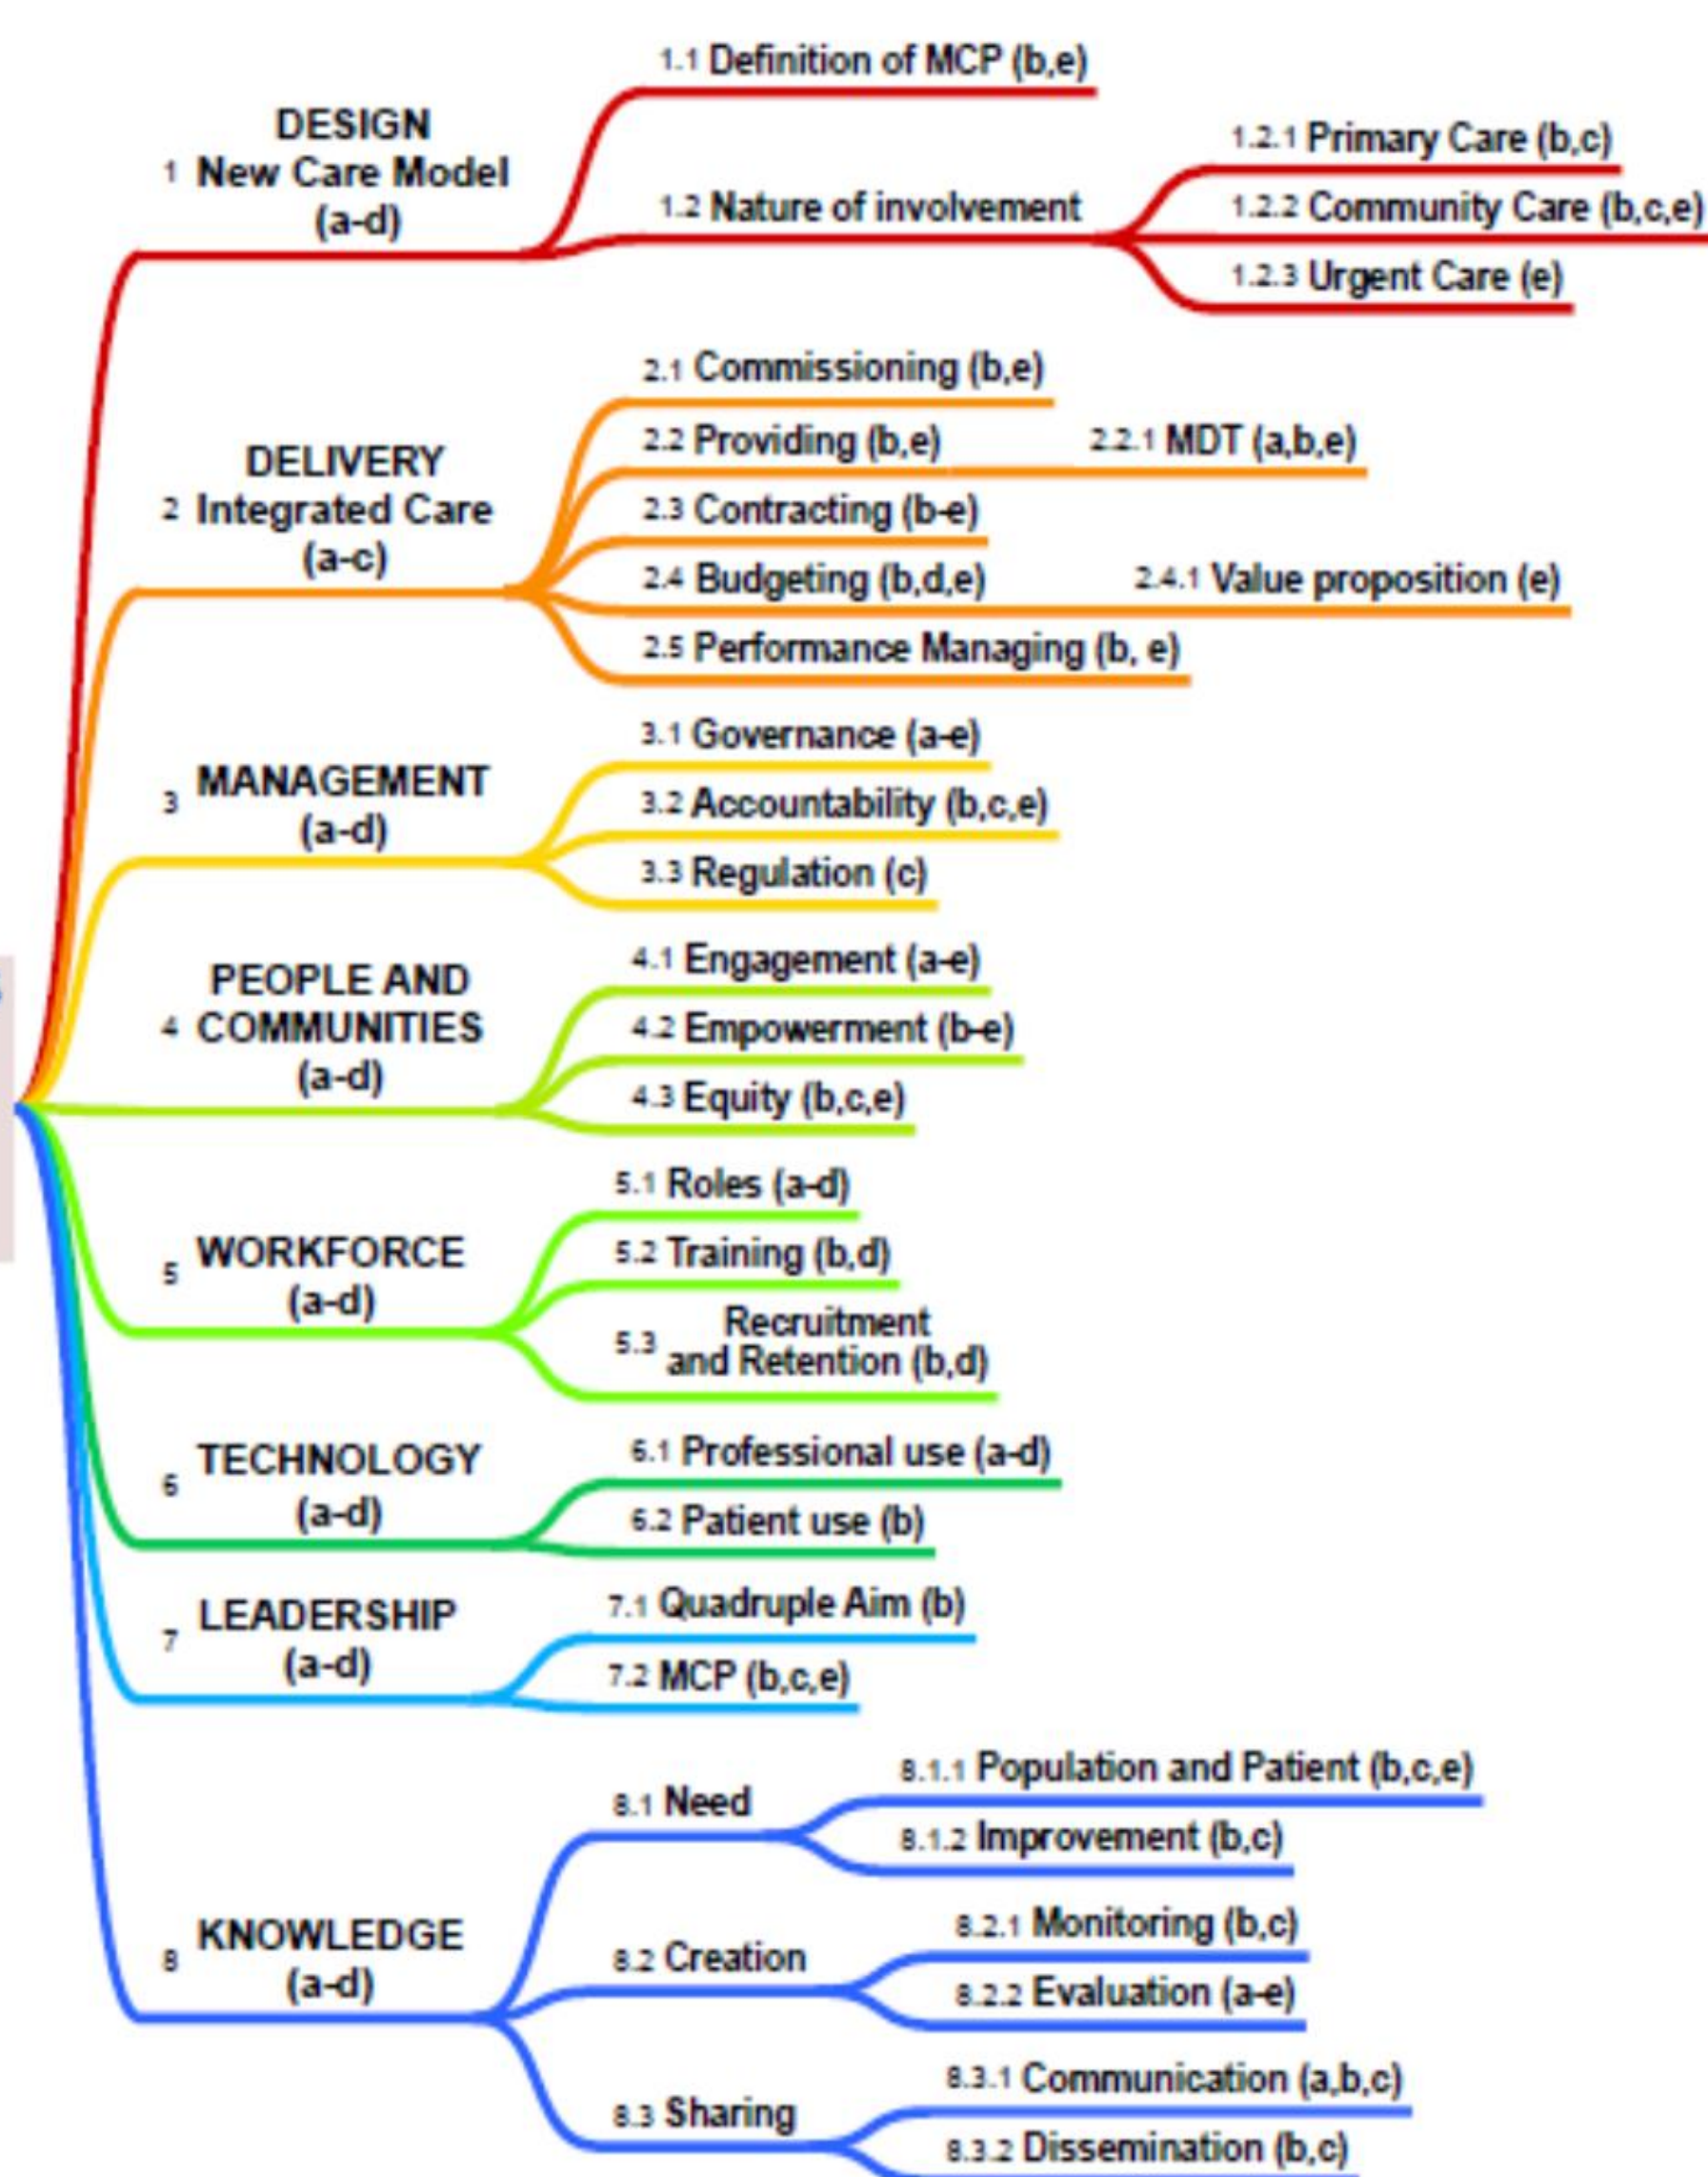 1.1 Definition of MCP (b,e)
DESIGN
1 New Care Model
(a-d)
1.2 Nature of involvement
1.2.1 Primary Care (b,c)
1.2.2 Community Care (b,c,e)
1.2.3 Urgent Care (e)
DELIVERY
2 Integrated Care
(a-c)
2.1 Commissioning (b,e)
2.2 Providing (b,e)
2.2.1 MDT (a,b,e)
2.3 Contracting (b-e)
2.4 Budgeting (b,d,e)
2.4.1 Value proposition (e)
2.5 Performance Managing (b, e)
3 MANAGEMENT
(a-d)
3.1 Governance (a-e)
3.2 Accountability (b,c,e)
3.3 Regulation (c)
PEOPLE AND
4 COMMUNITIES
(a-d)
4.1 Engagement (a-e)
4.2 Empowerment (b-e)
4.3 Equity (b,c,e)
5 WORKFORCE
(a-d)
5.1 Roles (a-d)
5.2 Training (b,d)
5.3 Recruitment
and Retention (b,d)
6 TECHNOLOGY
(a-d)
6.1 Professional use (a-d)
6.2 Patient use (b)
7 LEADERSHIP
(a-d)
7.1 Quadruple Aim (b)
7.2 MCP (b,c,e)
8 KNOWLEDGE
(a-d)
8.1 Need
8.1.1 Population and Patient (b,c,e)
8.1.2 Improvement (b,c)
8.2 Creation
8.2.1 Monitoring (b,c)
8.2.2 Evaluation (a-e)
8.3 Sharing
8.3.1 Communication (a,b,c)
8.3.2 Dissemination (b,c)